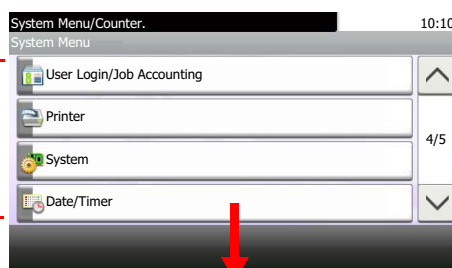 System Menu/Counter. 10:10
System Menu
User Login/Job Accounting
Printer
4/5
System
Date/Timer